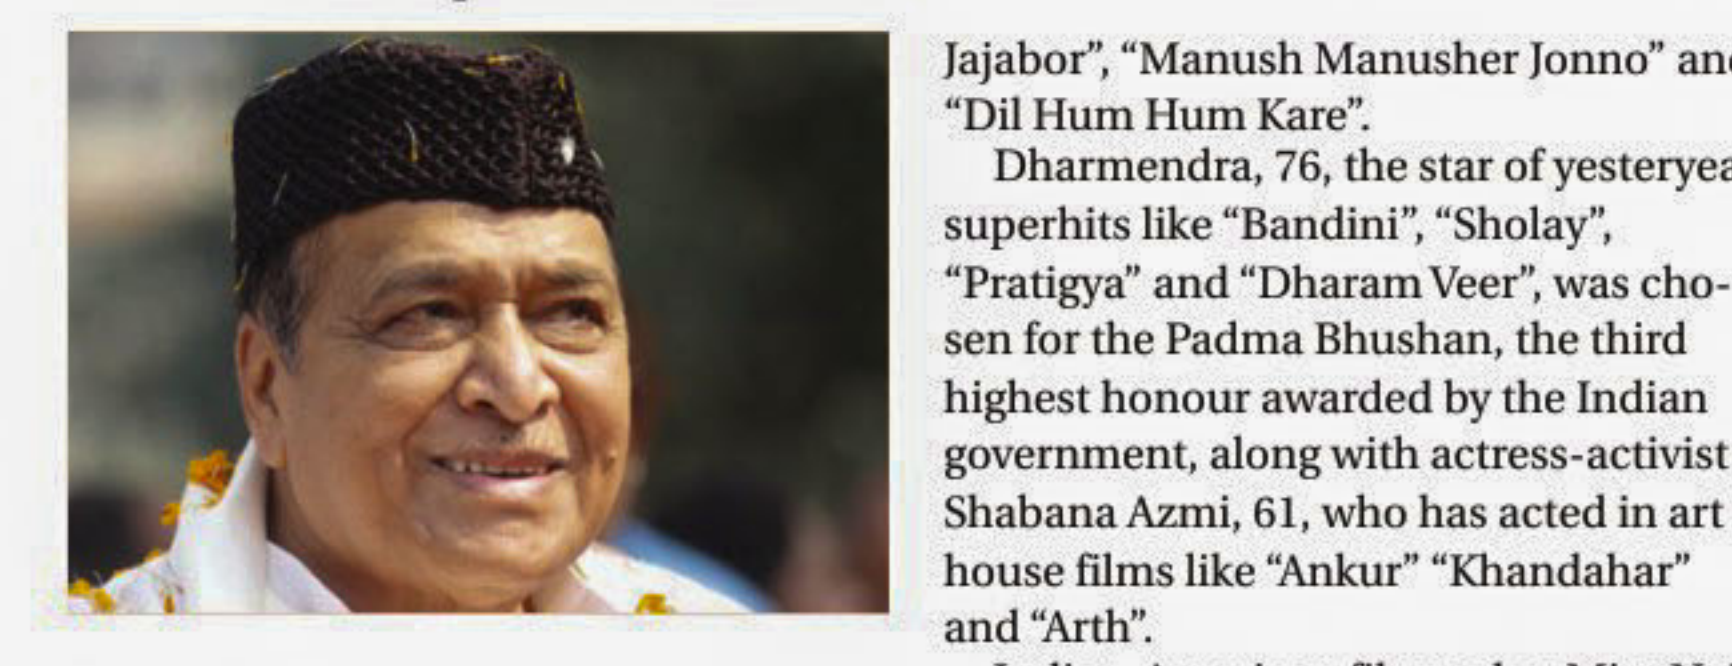 Jajabor”, “Manush Manusher Jonno” and
“Dil Hum Hum Kare”.
Dharmendra, 76, the star of yesteryea
superhits like “Bandini”, “Sholay”,
“Pratigya” and “Dharam Veer”, was cho-
sen for the Padma Bhushan, the third
highest honour awarded by the Indian
government, along with actress-activist
Shabana Azmi, 61, who has acted in art
house films like “Ankur” “Khandahar”
and “Arth”.